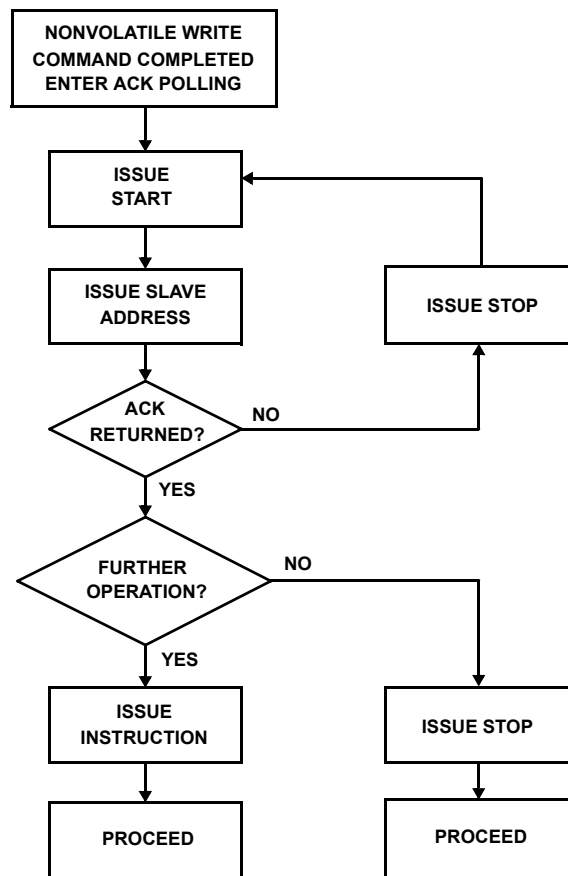 NONVOLATILE WRITE
COMMAND COMPLETED
ENTER ACK POLLING
ISSUE
START
ISSUE SLAVE
ADDRESS
ISSUE STOP
ACK
RETURNED?
NO
YES
FURTHER
OPERATION?
NO
YES
ISSUE
INSTRUCTION
ISSUE STOP
PROCEED
PROCEED